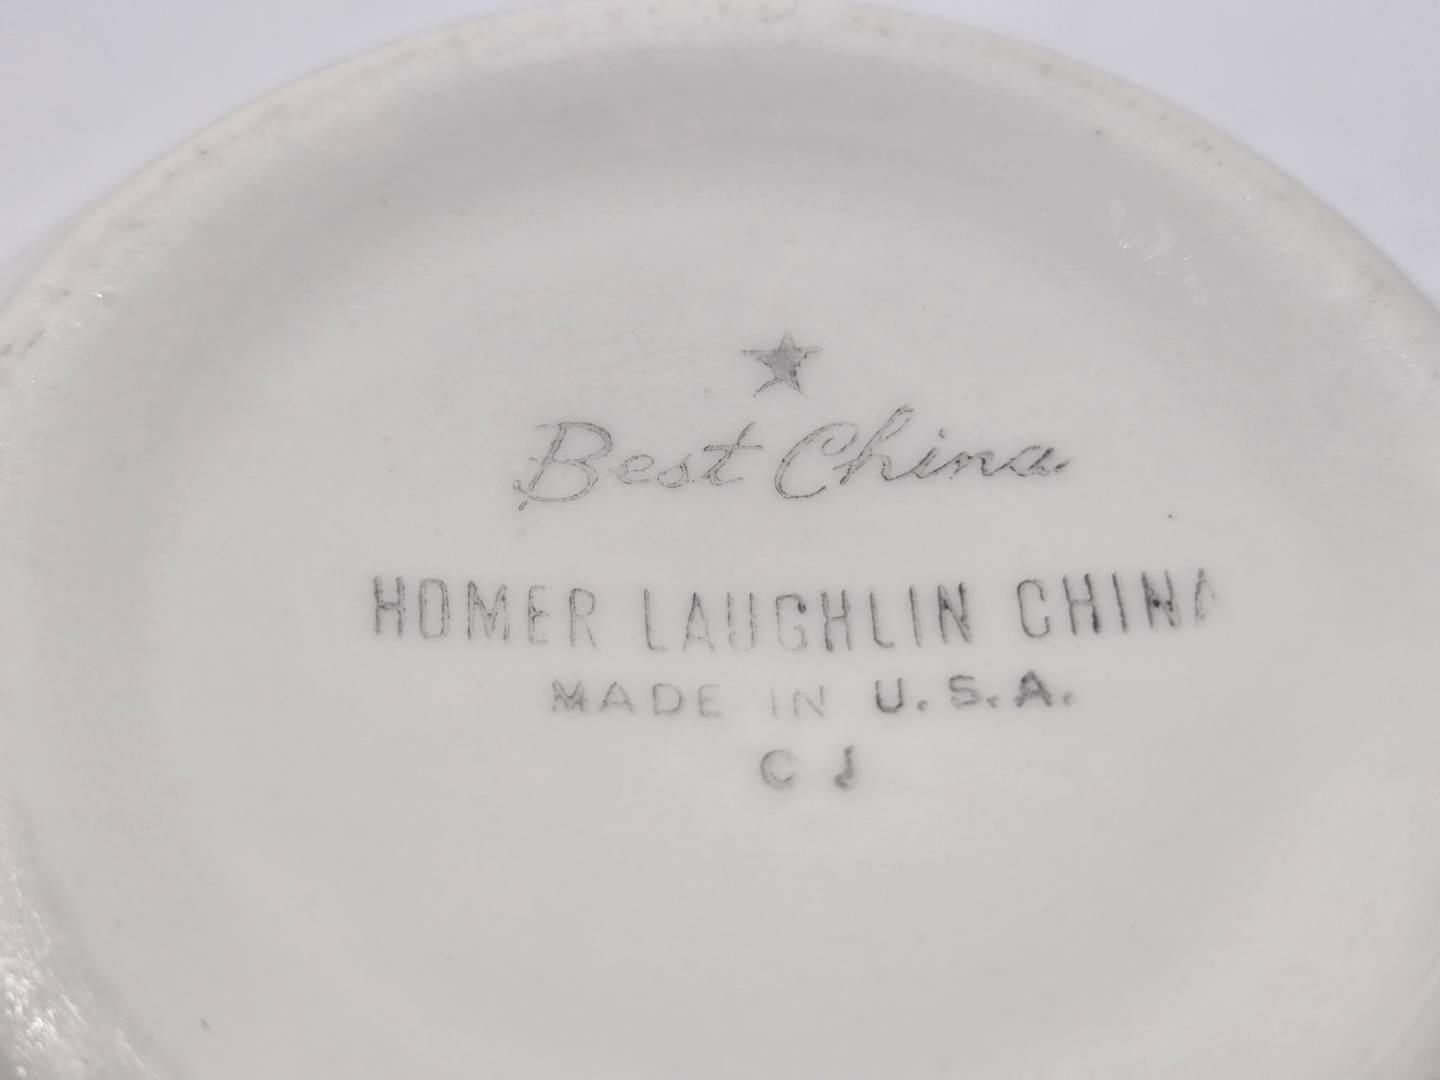 Best China
HOMER LAUGHLIN CHINA
MADE IN U.S.A.
C J